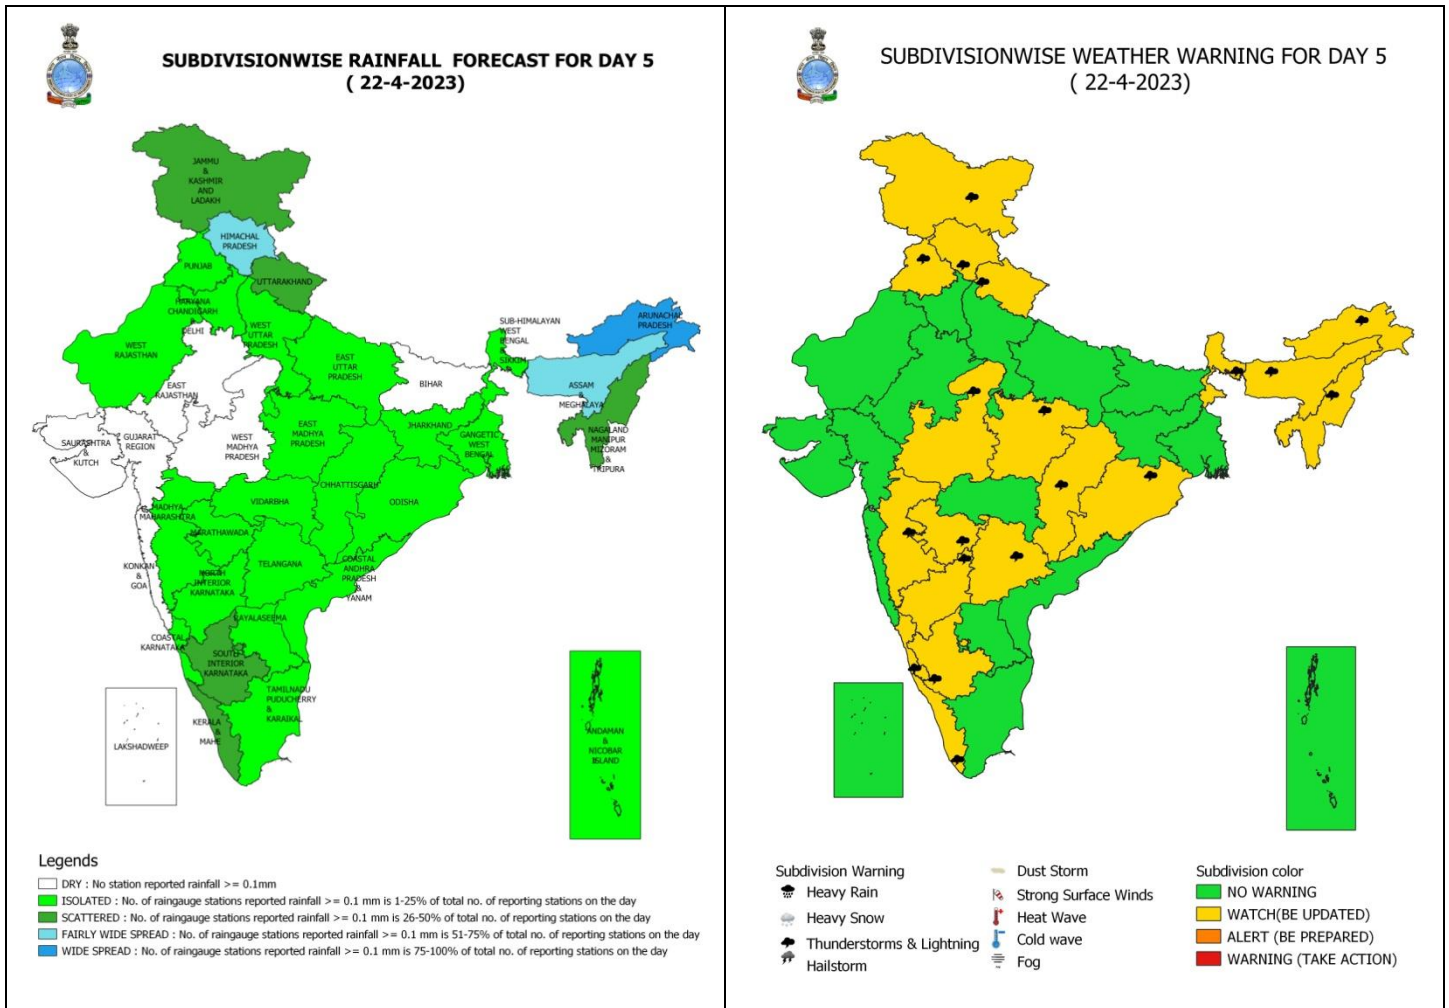 SUBDIVISIONWISE RAINFALL FORECAST FOR DAY 5
( 22-4-2023)
JAMMU
&
KASHMIR
AND
LADAKH
HIMACHAL
PRADESH
PUNJAB
UTTARAKHAND
HARYANA
CHANDIGARH
&
DELHI
WEST
RAJASTHAN
WEST
UTTAR
PRADESH
EAST
UTTAR
PRADESH
SUB-HIMALAYAN
WEST
BENGAL
&
SIKKIM
ARUNACHAL
PRADESH
EAST
RAJASTHAN
BIHAR
ASSAM
&
MEGHALAYA
SAURASHTRA
&
KUTCH
GUJARAT
REGION
WEST
MADHYA
PRADESH
EAST
MADHYA
PRADESH
JHARKHAND
GANGETIC
WEST
BENGAL
NAGALAND
MANIPUR
MIZORAM
&
TRIPURA
CHHATTISGARH
ODISHA
VIDARBHA
MADHYA
MAHARASHTRA
MARATHAWADA
KONKAN
&
GOA
TELANGANA
COASTAL
ANDHRA
PRADESH
&
YANAM
NORTH
INTERIOR
KARNATAKA
RAYALASEEMA
COASTAL
KARNATAKA
SOUTH
INTERIOR
KARNATAKA
TAMILNADU
PUDUCHERRY
&
KARAIKAL
KERALA
&
MAHE
LAKSHADWEEP
ANDAMAN
&
NICOBAR
ISLAND
Legends
DRY : No station reported rainfall >= 0.1mm
ISOLATED : No. of raingauge stations reported rainfall >= 0.1 mm is 1-25% of total no. of reporting stations on the day
SCATTERED : No. of raingauge stations reported rainfall >= 0.1 mm is 26-50% of total no. of reporting stations on the day
FAIRLY WIDE SPREAD : No. of raingauge stations reported rainfall >= 0.1 mm is 51-75% of total no. of reporting stations on the day
WIDE SPREAD : No. of raingauge stations reported rainfall >= 0.1 mm is 75-100% of total no. of reporting stations on the day
SUBDIVISIONWISE WEATHER WARNING FOR DAY 5
( 22-4-2023)
Subdivision Warning
Heavy Rain
Heavy Snow
Thunderstorms & Lightning
Hailstorm
Dust Storm
Strong Surface Winds
Heat Wave
Cold wave
Fog
Subdivision color
NO WARNING
WATCH(BE UPDATED)
ALERT (BE PREPARED)
WARNING (TAKE ACTION)